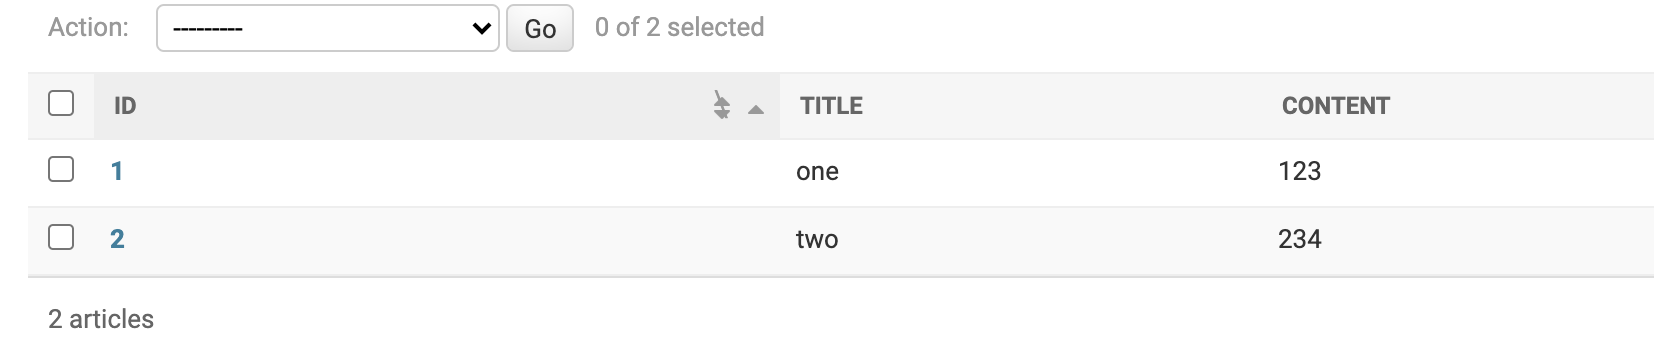 Action: --------- Go 0 of 2 selected
ID TITLE CONTENT
1 one 123
2 two 234
2 articles